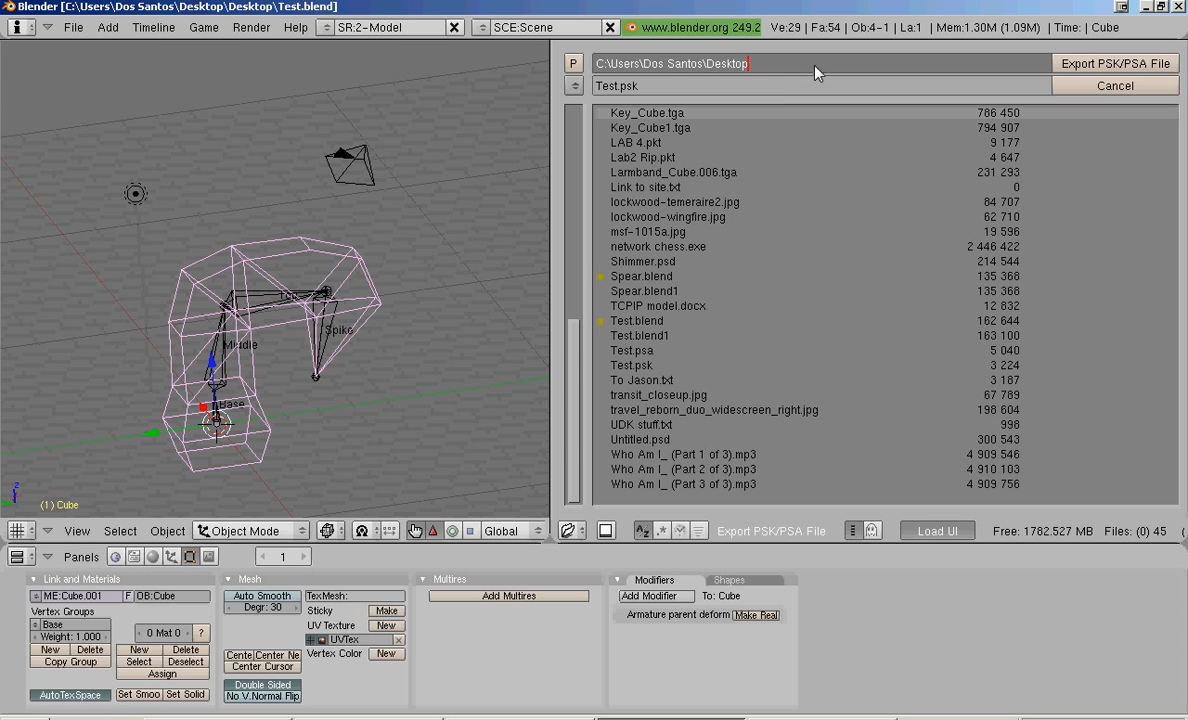 Blender [C:\Users\Dos Santos\Desktop\Desktop\Test.blend]
File Add Timeline Game Render Help SR:2-Model SCE:Scene www.blender.org 249.2 Ve:29 | Fa:54 | Ob:4-1 | La:1 | Mem:1.30M (1.09M) | Time: | Cube
P C:\Users\Dos Santos\Desktop Export PSK/PSA File
Test.psk Cancel
Key_Cube.tga 786 450
Key_Cube1.tga 794 907
LAB 4.pkt 9 177
Lab2 Rip.pkt 4 647
Larmband_Cube.006.tga 231 293
Link to site.txt 0
lockwood-temeraire2.jpg 84 707
lockwood-wingfire.jpg 62 710
msf-1015a.jpg 19 596
network chess.exe 2 446 422
Shimmer.psd 214 544
Spear.blend 135 368
Spear.blend1 135 368
TCPIP model.docx 12 832
Test.blend 162 644
Test.blend1 163 100
Test.psa 5 040
Test.psk 3 224
To Jason.txt 3 187
transit_closeup.jpg 67 789
travel_reborn_duo_widescreen_right.jpg 198 604
UDK stuff.txt 998
Untitled.psd 300 543
Who Am I_ (Part 1 of 3).mp3 4 909 546
Who Am I_ (Part 2 of 3).mp3 4 910 103
Who Am I_ (Part 3 of 3).mp3 4 909 756
Spike
Middle
Base
z
(1) Cube
View Select Object Object Mode Global
Export PSK/PSA File Load UI Free: 1782.527 MB Files: (0) 45 (
Panels 1
Link and Materials
ME:Cube.001 F OB:Cube
Vertex Groups
Base
Weight: 1.000 0 Mat 0 ?
New Delete New Delete
Copy Group Select Deselect
Assign
AutoTexSpace Set Smoo Set Solid
Mesh
Auto Smooth TexMesh:
Degr: 30 Sticky Make
UV Texture New
UVTex
Cente Center Ne Vertex Color New
Center Cursor
Double Sided
No V.Normal Flip
Multires
Add Multires
Modifiers Shapes
Add Modifier To: Cube
Armature parent deform Make Real